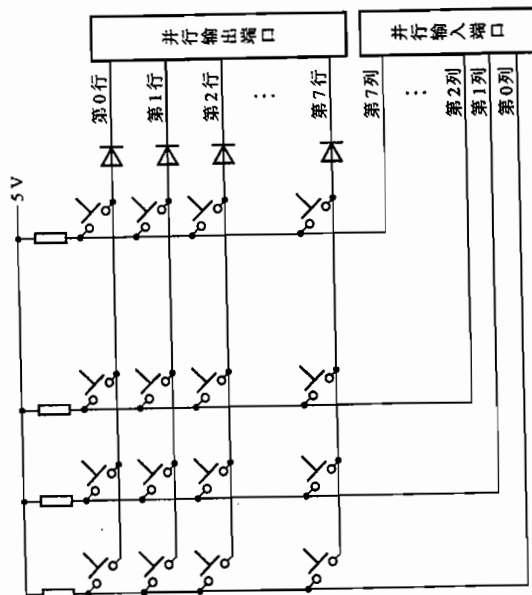 并行输出端口
并行输入端口
第0行
第1行
第2行
⋮
第7行
第7列
⋮
第2列
第1列
第0列
5 V